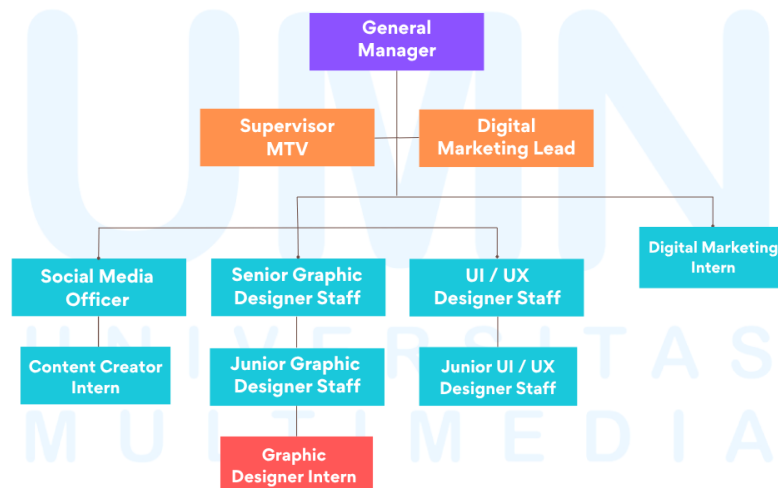 General
Manager
Supervisor
MTV
Digital
Marketing Lead
Digital Marketing
Intern
Social Media
Officer
Senior Graphic
Designer Staff
UI / UX
Designer Staff
Content Creator
Intern
Junior Graphic
Designer Staff
Junior UI / UX
Designer Staff
Graphic
Designer Intern
UMN
UNIVERSITAS
MULTIMEDIA